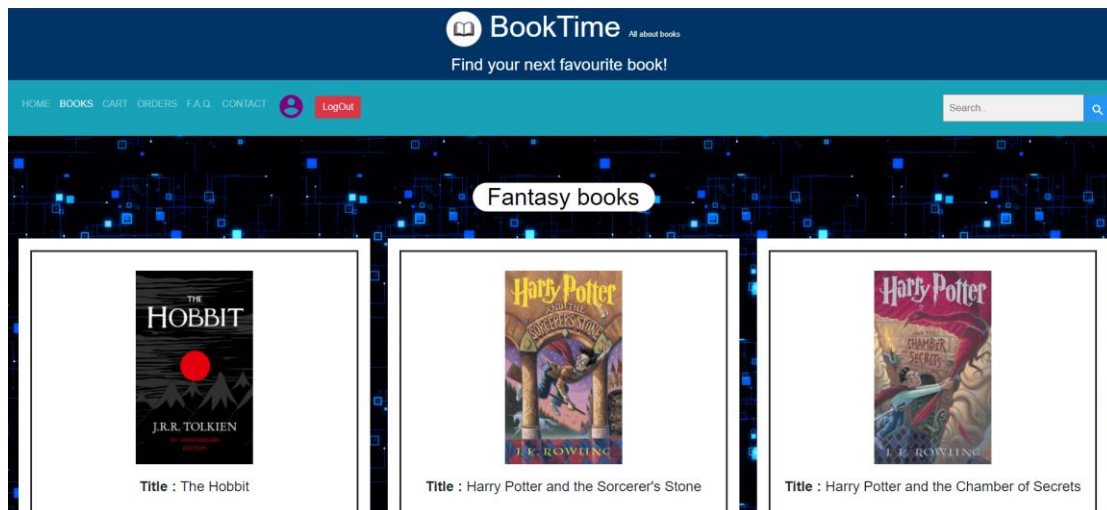 BookTime All about books
Find your next favourite book!
HOME BOOKS CART ORDERS F.A.Q. CONTACT LogOut Search..
Fantasy books
THE
HOBBIT
J.R.R. TOLKIEN
EDITION
Title : The Hobbit
Harry Potter
AND THE
SORCERER'S STONE
J. K. ROWLING
Title : Harry Potter and the Sorcerer's Stone
Harry Potter
AND THE
CHAMBER
OF
SECRETS
J. K. ROWLING
Title : Harry Potter and the Chamber of Secrets